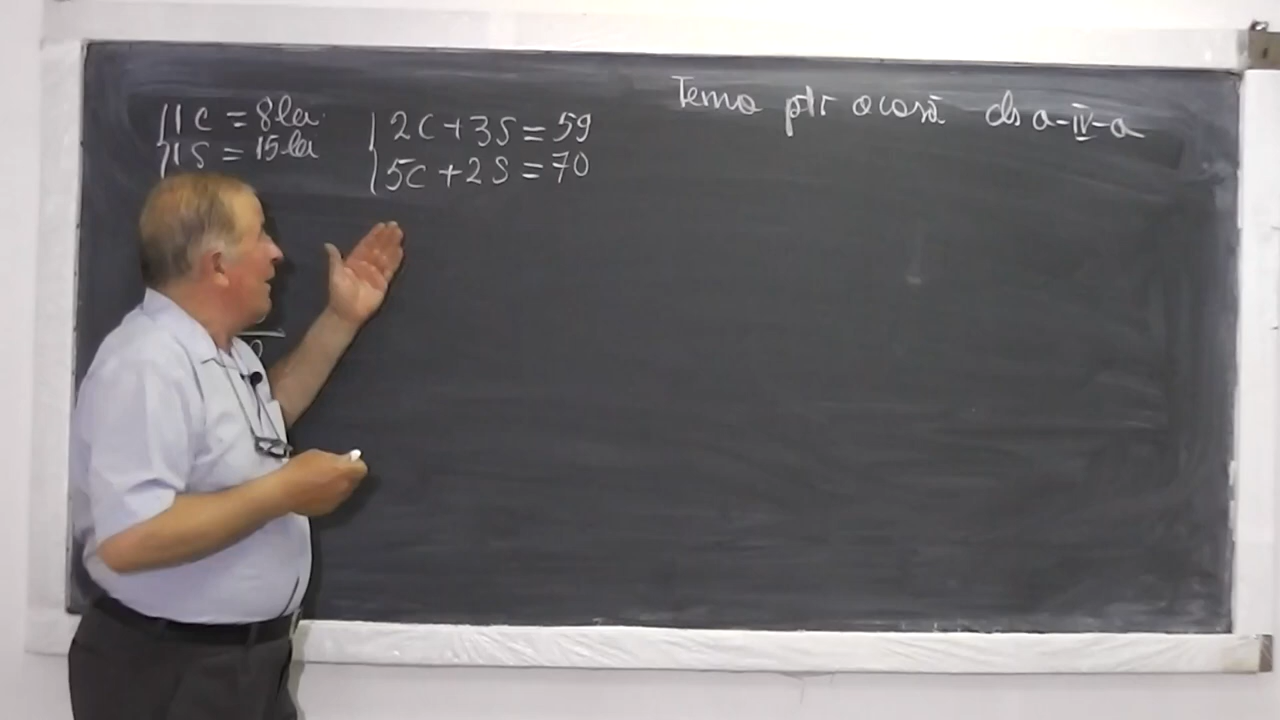 1C = 8 lei
1S = 15 lei
2C + 3S = 59
5C + 2S = 70
Tema ptr acasă cls a-IV-a